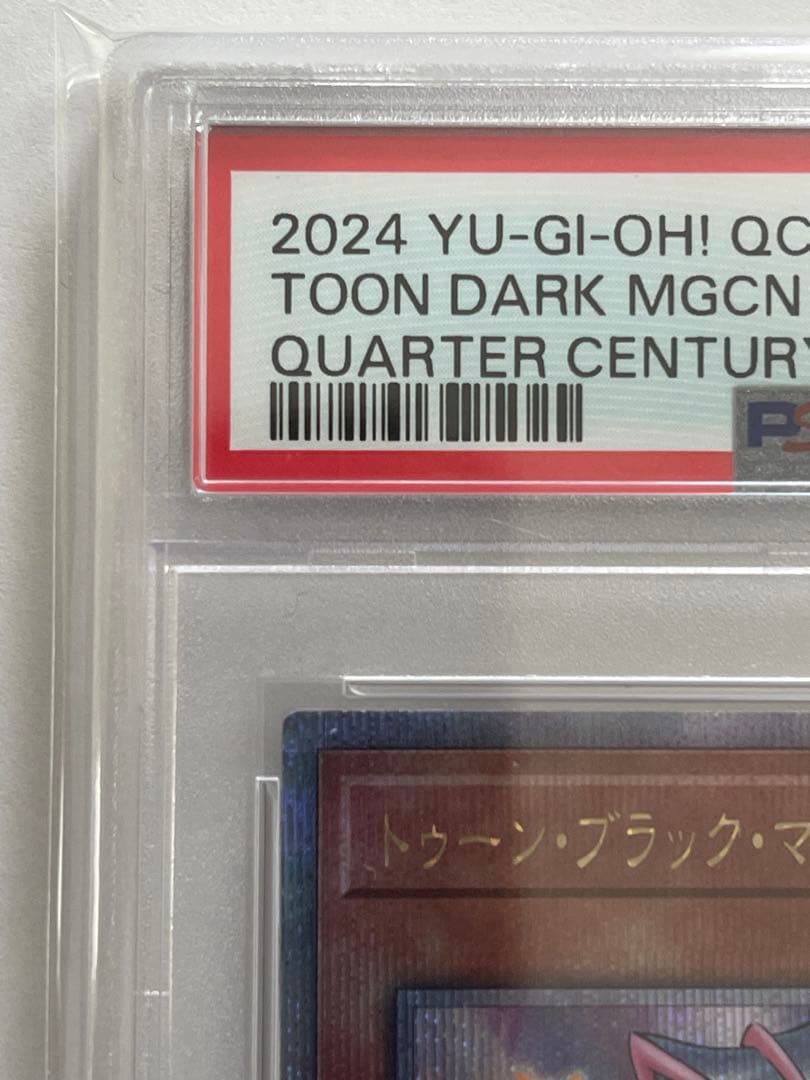 2024 YU-GI-OH! QC
TOON DARK MGCN
QUARTER CENTURY
PS
トゥーン・ブラック・マ